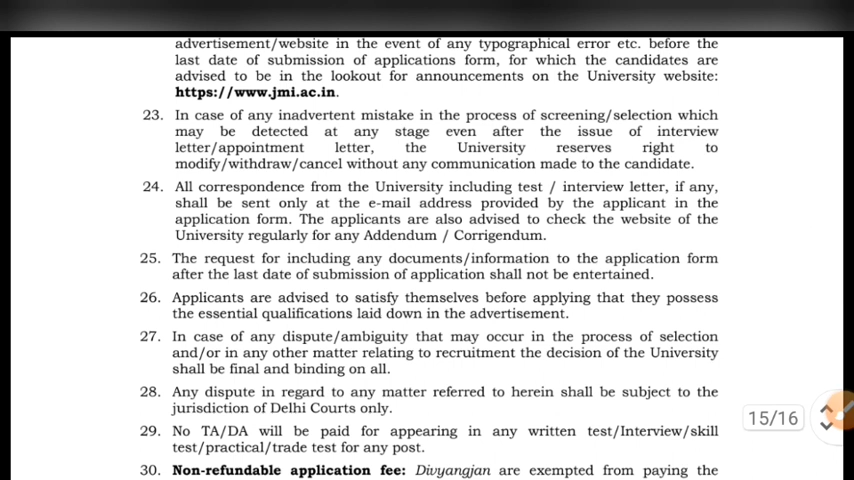 advertisement/website in the event of any typographical error etc. before the
last date of submission of applications form, for which the candidates are
advised to be in the lookout for announcements on the University website:
https://www.jmi.ac.in.
23. In case of any inadvertent mistake in the process of screening/selection which
may be detected at any stage even after the issue of interview
letter/appointment letter, the University reserves right to
modify/withdraw/cancel without any communication made to the candidate.
24. All correspondence from the University including test / interview letter, if any,
shall be sent only at the e-mail address provided by the applicant in the
application form. The applicants are also advised to check the website of the
University regularly for any Addendum / Corrigendum.
25. The request for including any documents/information to the application form
after the last date of submission of application shall not be entertained.
26. Applicants are advised to satisfy themselves before applying that they possess
the essential qualifications laid down in the advertisement.
27. In case of any dispute/ambiguity that may occur in the process of selection
and/or in any other matter relating to recruitment the decision of the University
shall be final and binding on all.
28. Any dispute in regard to any matter referred to herein shall be subject to the
jurisdiction of Delhi Courts only.
15/16
29. No TA/DA will be paid for appearing in any written test/Interview/skill
test/practical/trade test for any post.
30. Non-refundable application fee: Divyangjan are exempted from paying the